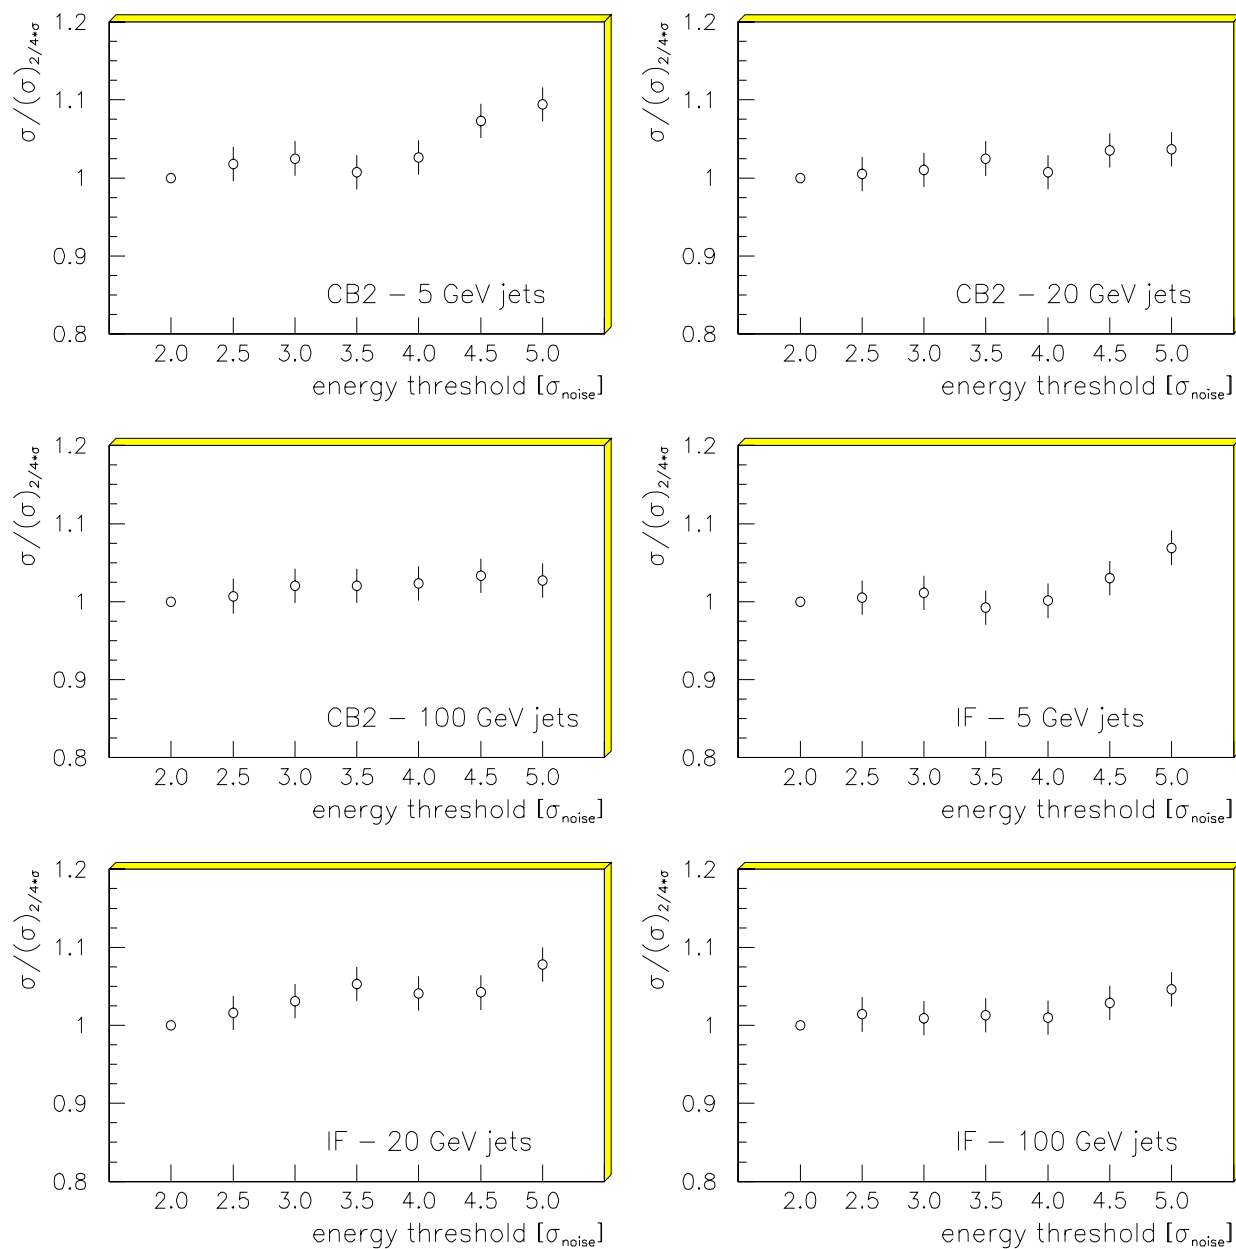 σ/(σ)2/4*σ
1.2
1.1
1
0.9
0.8
CB2 – 5 GeV jets
2.0 2.5 3.0 3.5 4.0 4.5 5.0
energy threshold [σnoise]
σ/(σ)2/4*σ
1.2
1.1
1
0.9
0.8
CB2 – 20 GeV jets
2.0 2.5 3.0 3.5 4.0 4.5 5.0
energy threshold [σnoise]
σ/(σ)2/4*σ
1.2
1.1
1
0.9
0.8
CB2 – 100 GeV jets
2.0 2.5 3.0 3.5 4.0 4.5 5.0
energy threshold [σnoise]
σ/(σ)2/4*σ
1.2
1.1
1
0.9
0.8
IF – 5 GeV jets
2.0 2.5 3.0 3.5 4.0 4.5 5.0
energy threshold [σnoise]
σ/(σ)2/4*σ
1.2
1.1
1
0.9
0.8
IF – 20 GeV jets
2.0 2.5 3.0 3.5 4.0 4.5 5.0
energy threshold [σnoise]
σ/(σ)2/4*σ
1.2
1.1
1
0.9
0.8
IF – 100 GeV jets
2.0 2.5 3.0 3.5 4.0 4.5 5.0
energy threshold [σnoise]